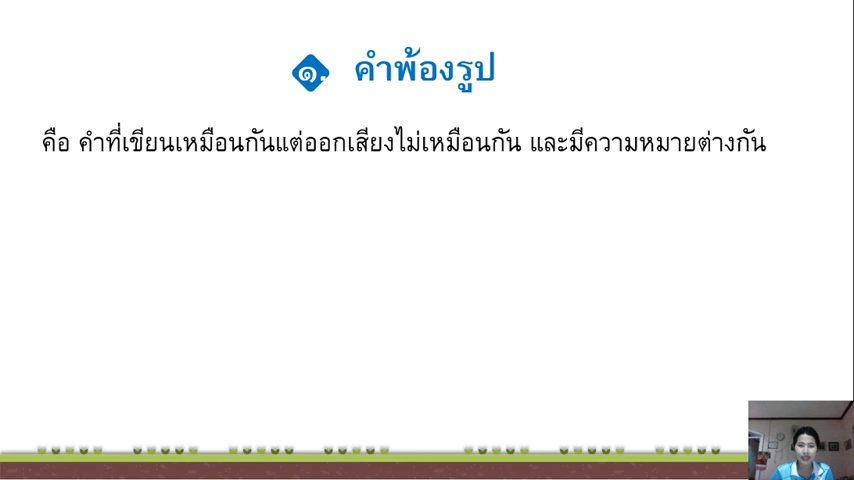 ๑. คำพ้องรูป
คือ คำที่เขียนเหมือนกันแต่ออกเสียงไม่เหมือนกัน และมีความหมายต่างกัน